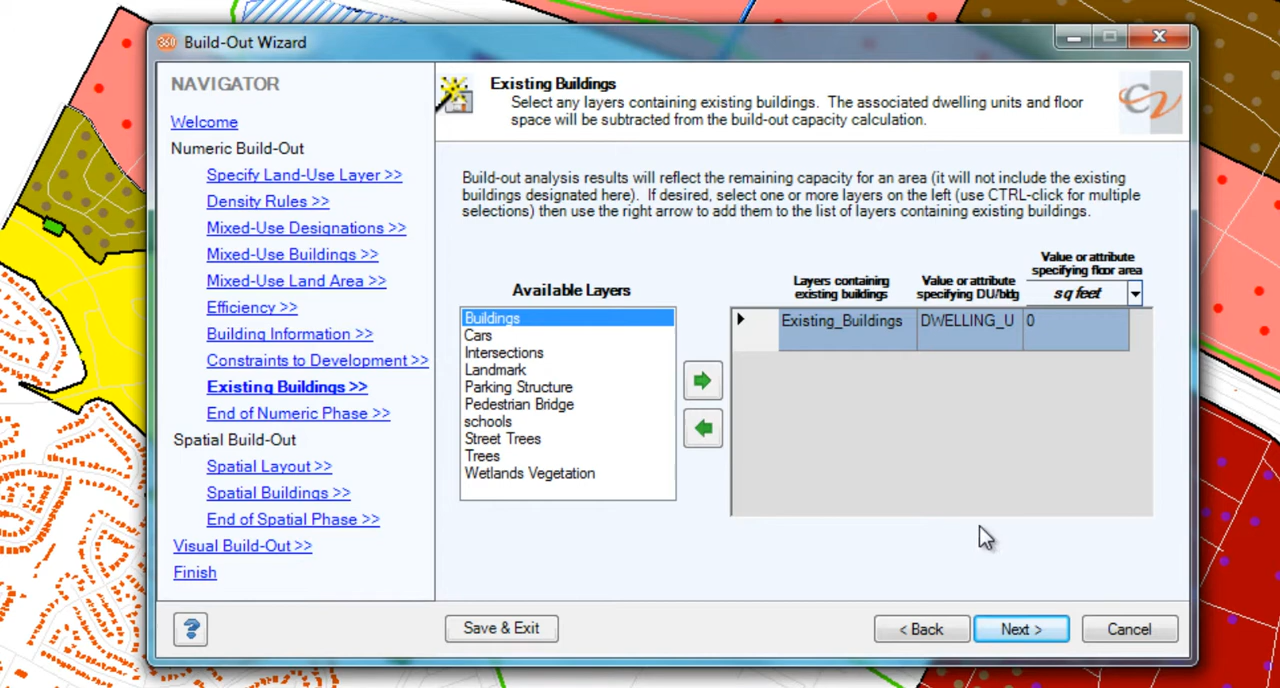 360 Build-Out Wizard
NAVIGATOR
Welcome
Numeric Build-Out
Specify Land-Use Layer >>
Density Rules >>
Mixed-Use Designations >>
Mixed-Use Buildings >>
Mixed-Use Land Area >>
Efficiency >>
Building Information >>
Constraints to Development >>
Existing Buildings >>
End of Numeric Phase >>
Spatial Build-Out
Spatial Layout >>
Spatial Buildings >>
End of Spatial Phase >>
Visual Build-Out >>
Finish
Existing Buildings
Select any layers containing existing buildings. The associated dwelling units and floor
space will be subtracted from the build-out capacity calculation.
CV
Build-out analysis results will reflect the remaining capacity for an area (it will not include the existing
buildings designated here). If desired, select one or more layers on the left (use CTRL-click for multiple
selections) then use the right arrow to add them to the list of layers containing existing buildings.
Available Layers
Buildings
Cars
Intersections
Landmark
Parking Structure
Pedestrian Bridge
schools
Street Trees
Trees
Wetlands Vegetation
Layers containing
existing buildings
Value or attribute
specifying DU/bldg
Value or attribute
specifying floor area
sq feet
Existing_Buildings DWELLING_U 0
?
Save & Exit
< Back
Next >
Cancel